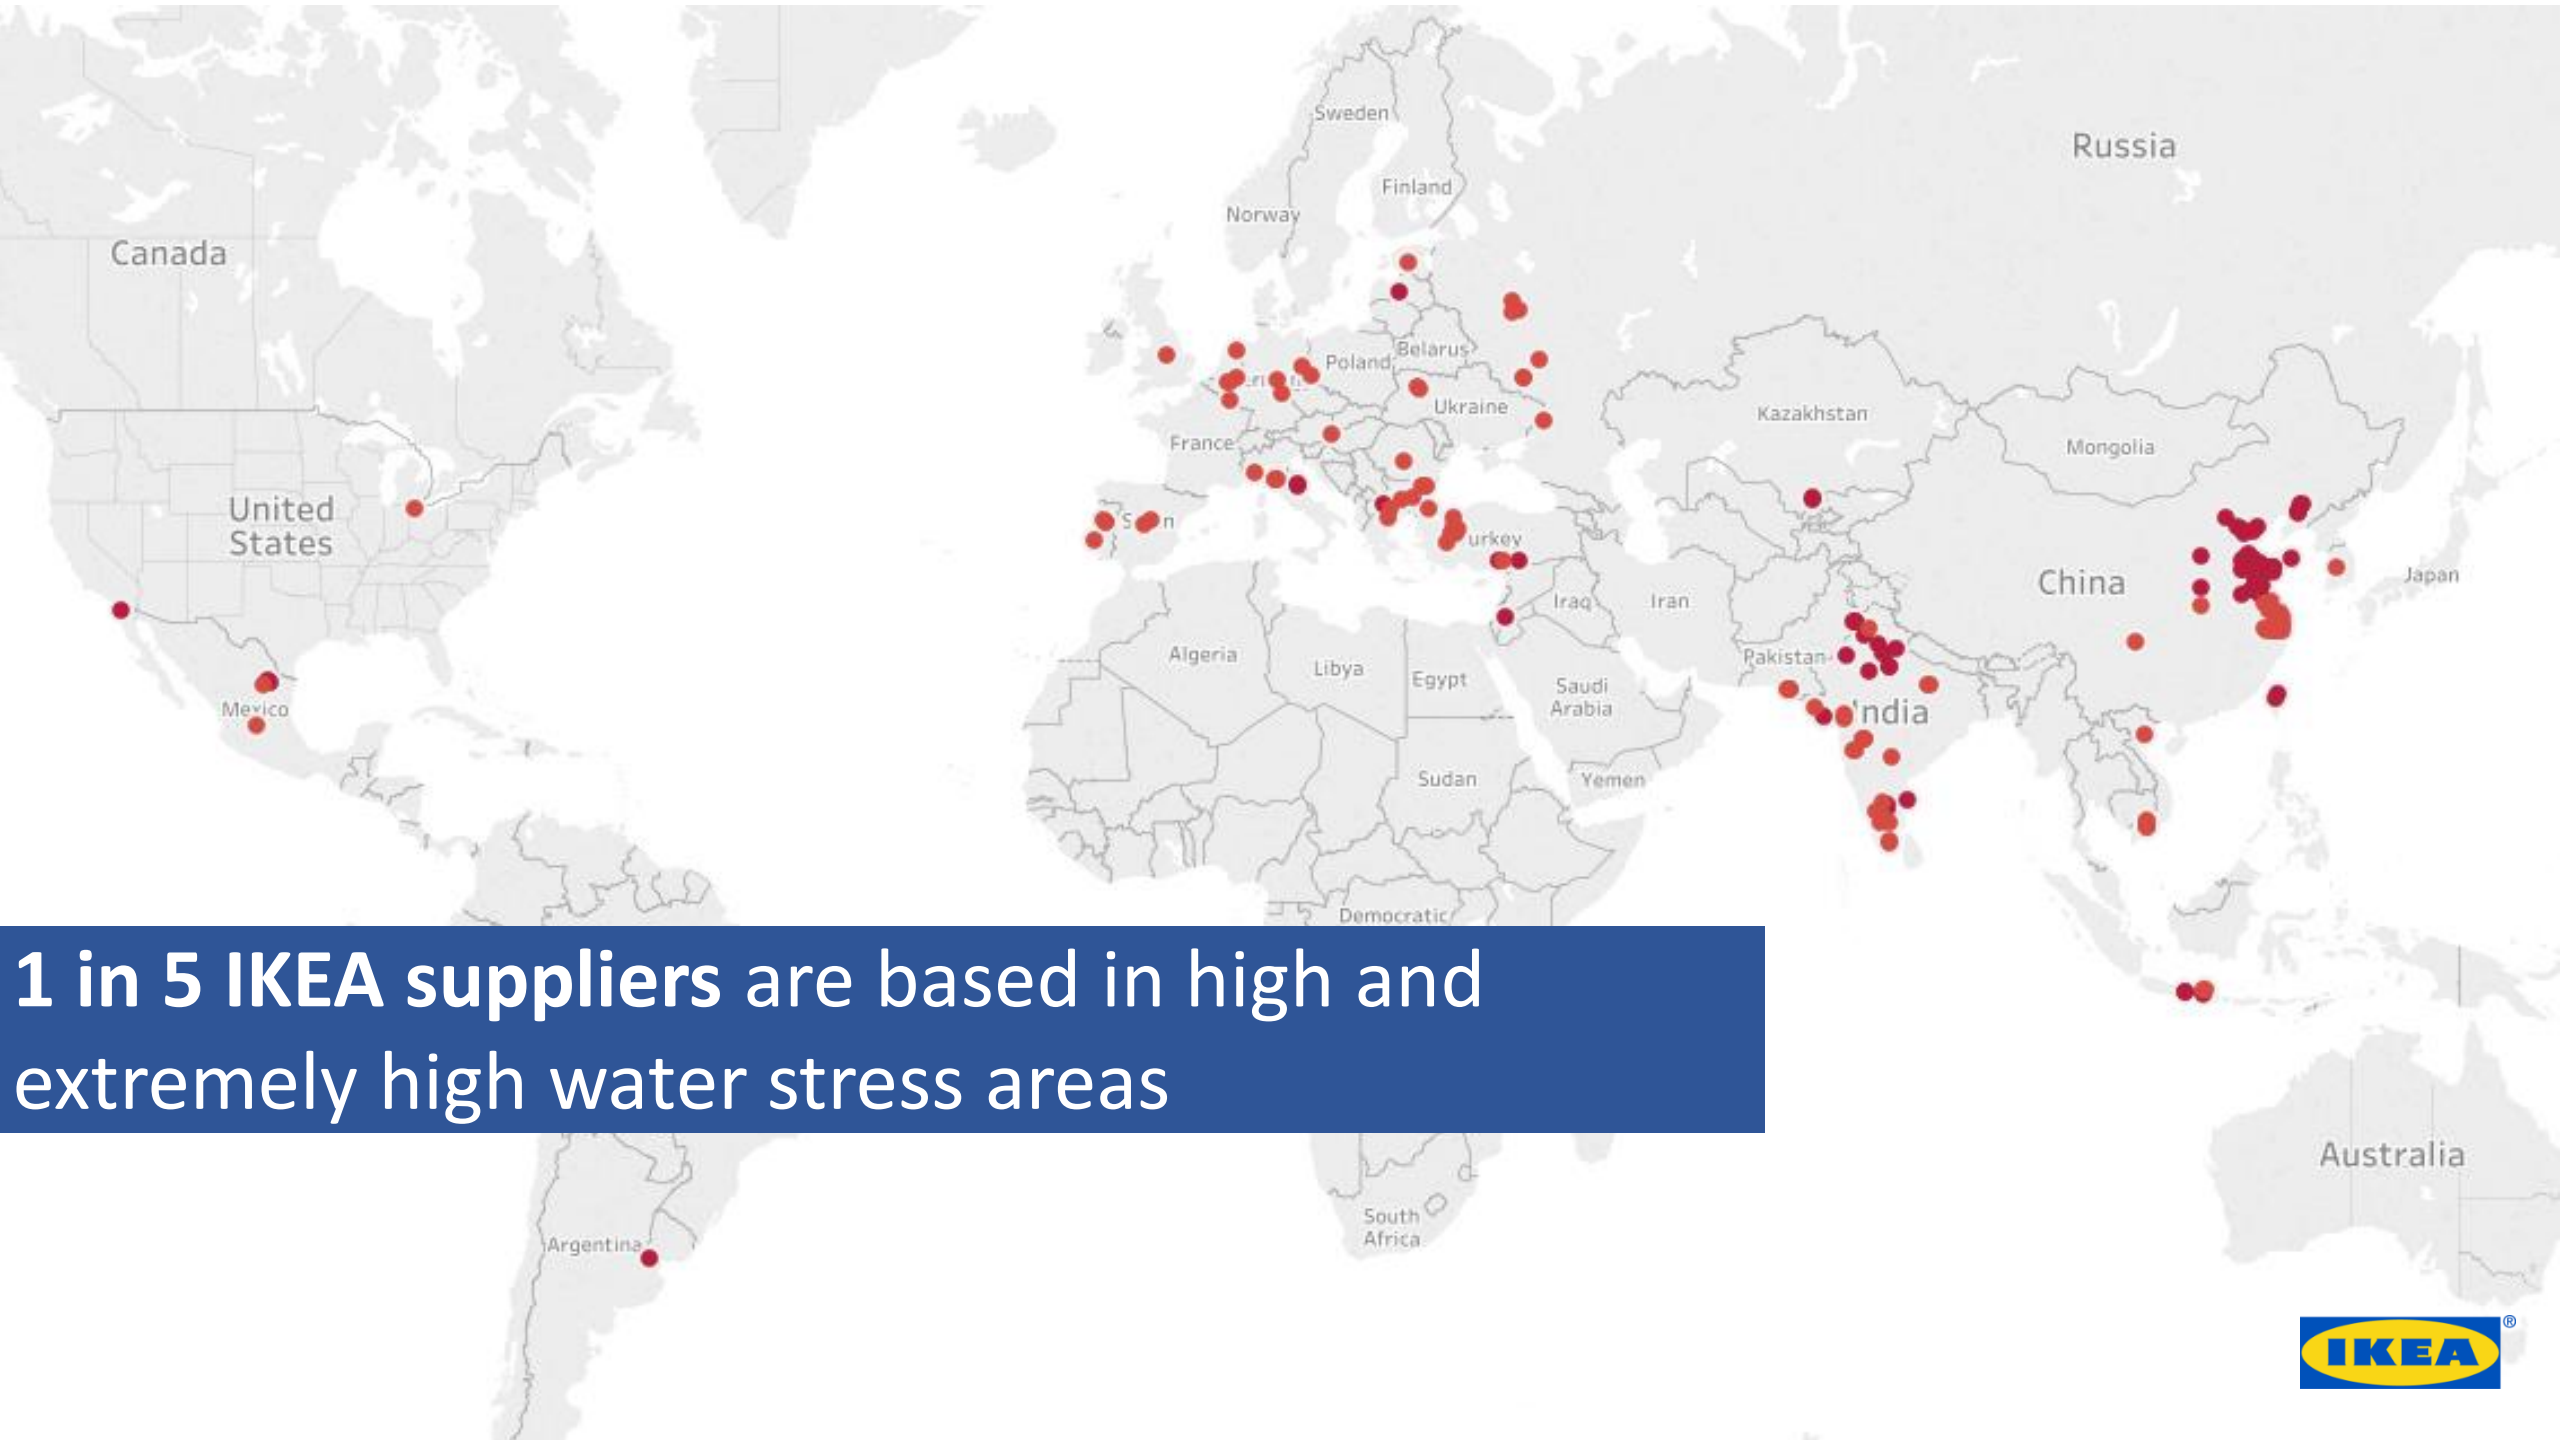 Sweden
Russia
Finland
Norway
Canada
Belarus
Poland
Ukraine
Kazakhstan
France
Mongolia
United
States
urkey
China
Japan
Iraq
Iran
Algeria
Libya
Egypt
Pakistan
Saudi
Arabia
Mexico
India
Sudan
Yemen
Democratic
1 in 5 IKEA suppliers are based in high and
extremely high water stress areas
Australia
South
Africa
Argentina
IKEA ®